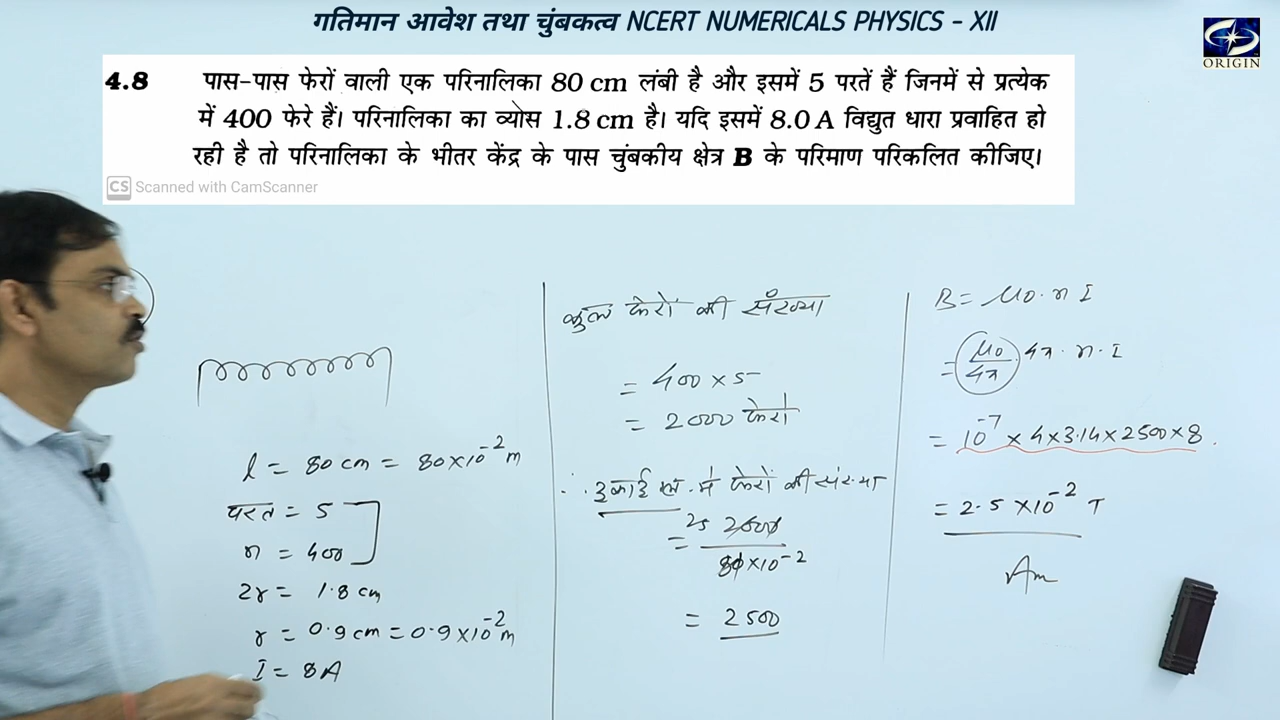 गतिमान आवेश तथा चुंबकत्व NCERT NUMERICALS PHYSICS - XII
ORIGIN
4.8 पास-पास फेरों वाली एक परिनालिका 80 cm लंबी है और इसमें 5 परतें हैं जिनमें से प्रत्येक
में 400 फेरे हैं। परिनालिका का व्यास 1.8 cm है। यदि इसमें 8.0 A विद्युत धारा प्रवाहित हो
रही है तो परिनालिका के भीतर केंद्र के पास चुंबकीय क्षेत्र B के परिमाण परिकलित कीजिए।
CS Scanned with CamScanner
l = 80 cm = 80×10⁻² m
परत = 5
n = 400
2r = 1.8 cm
r = 0.9 cm = 0.9×10⁻² m
I = 8A
कुल फेरों की संख्या
= 400 × 5
= 2000 फेरों
∴ इकाई ल. में फेरों की संख्या
= 25 2000
80×10⁻²
= 2500
B = μ0. n I
= μ0/4π . 4π . n . I
= 10⁻⁷ × 4 × 3.14 × 2500 × 8 .
= 2.5 × 10⁻² T